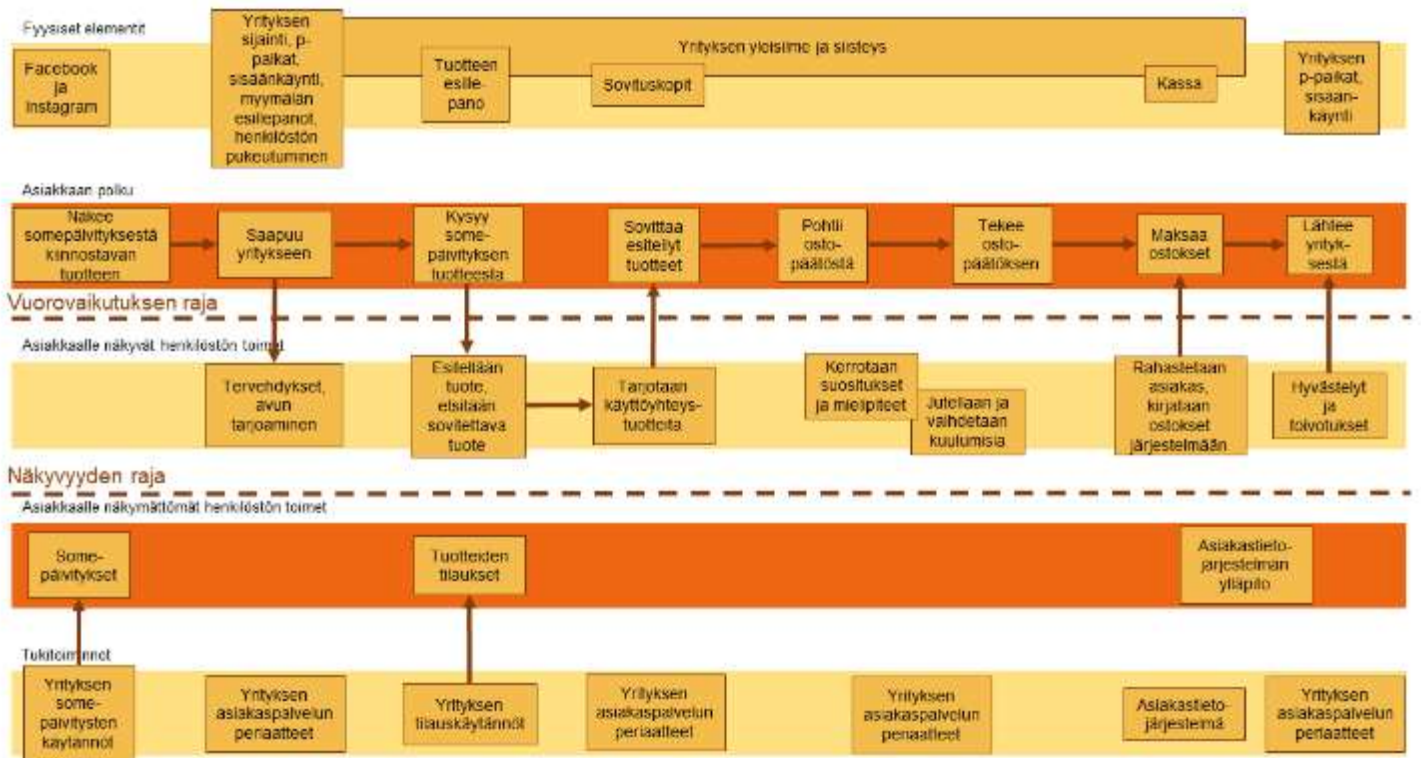 Fyysiset elementit
Facebook
ja
Instagram
Yrityksen
sijainti, p-
paikat,
sisäänkäynti,
myymälän
esillepanot,
henkilöstön
pukeutuminen
Yrityksen yleisilme ja siisteys
Tuotteen
esille-
pano
Sovituskopit
Kassa
Yrityksen
p-paikat,
sisään-
käynti
Asiakkaan polku
Näkee
somepäivityksestä
kiinnostavan
tuotteen
Saapuu
yritykseen
Kysyy
some-
päivityksen
tuotteesta
Sovittaa
esitellyt
tuotteet
Pohtii
osto-
päätöstä
Tekee
osto-
päätöksen
Maksaa
ostokset
Lähtee
yrityk-
sestä
Vuorovaikutuksen raja
Asiakkaalle näkyvät henkilöstön toimet
Tervehdykset,
avun
tarjoaminen
Esitellään
tuote,
etsitään
sovitettava
tuote
Tarjotaan
käyttöyhteys-
tuotteita
Kerrotaan
suositukset
ja mielipiteet
Jutellaan ja
vaihdetaan
kuulumisia
Rahastetaan
asiakas,
kirjataan
ostokset
järjestelmään
Hyvästelyt
ja
toivotukset
Näkyvyyden raja
Asiakkaalle näkymättömät henkilöstön toimet
Some-
päivitykset
Tuotteiden
tilaukset
Asiakastieto-
järjestelmän
ylläpito
Tukitoiminnot
Yrityksen
some-
päivitysten
käytännöt
Yrityksen
asiakaspalvelun
periaatteet
Yrityksen
tilauskäytännöt
Yrityksen
asiakaspalvelun
periaatteet
Yrityksen
asiakaspalvelun
periaatteet
Asiakastieto-
järjestelmä
Yrityksen
asiakaspalvelun
periaatteet